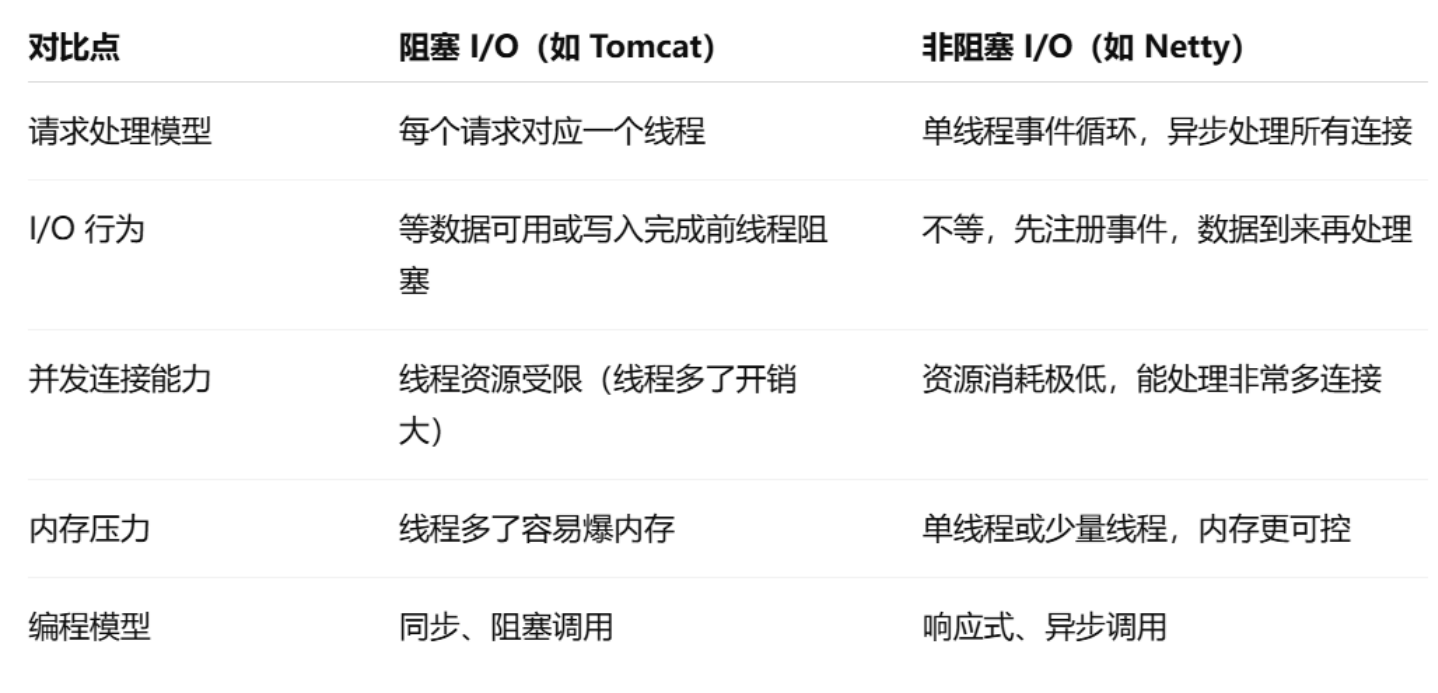 对比点 阻塞 I/O（如 Tomcat） 非阻塞 I/O（如 Netty）
请求处理模型 每个请求对应一个线程 单线程事件循环，异步处理所有连接
I/O 行为 等数据可用或写入完成前线程阻 不等，先注册事件，数据到来再处理
塞
并发连接能力 线程资源受限（线程多了开销 资源消耗极低，能处理非常多连接
大）
内存压力 线程多了容易爆内存 单线程或少量线程，内存更可控
编程模型 同步、阻塞调用 响应式、异步调用